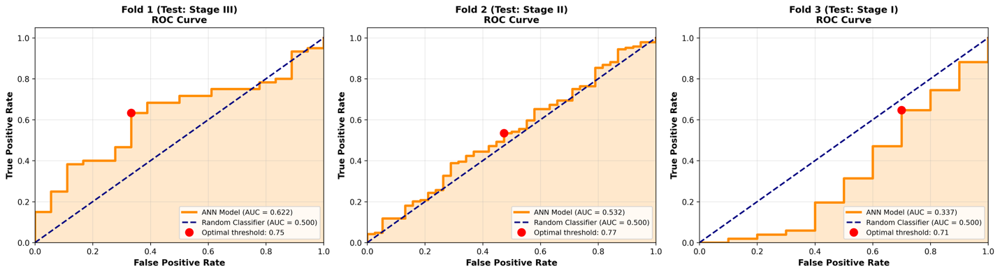 Fold 1 (Test: Stage III)
ROC Curve
True Positive Rate
1.0
0.8
0.6
0.4
0.2
0.0
0.0 0.2 0.4 0.6 0.8 1.0
False Positive Rate
ANN Model (AUC = 0.622)
Random Classifier (AUC = 0.500)
Optimal threshold: 0.75
Fold 2 (Test: Stage II)
ROC Curve
True Positive Rate
1.0
0.8
0.6
0.4
0.2
0.0
0.0 0.2 0.4 0.6 0.8 1.0
False Positive Rate
ANN Model (AUC = 0.532)
Random Classifier (AUC = 0.500)
Optimal threshold: 0.77
Fold 3 (Test: Stage I)
ROC Curve
True Positive Rate
1.0
0.8
0.6
0.4
0.2
0.0
0.0 0.2 0.4 0.6 0.8 1.0
False Positive Rate
ANN Model (AUC = 0.337)
Random Classifier (AUC = 0.500)
Optimal threshold: 0.71